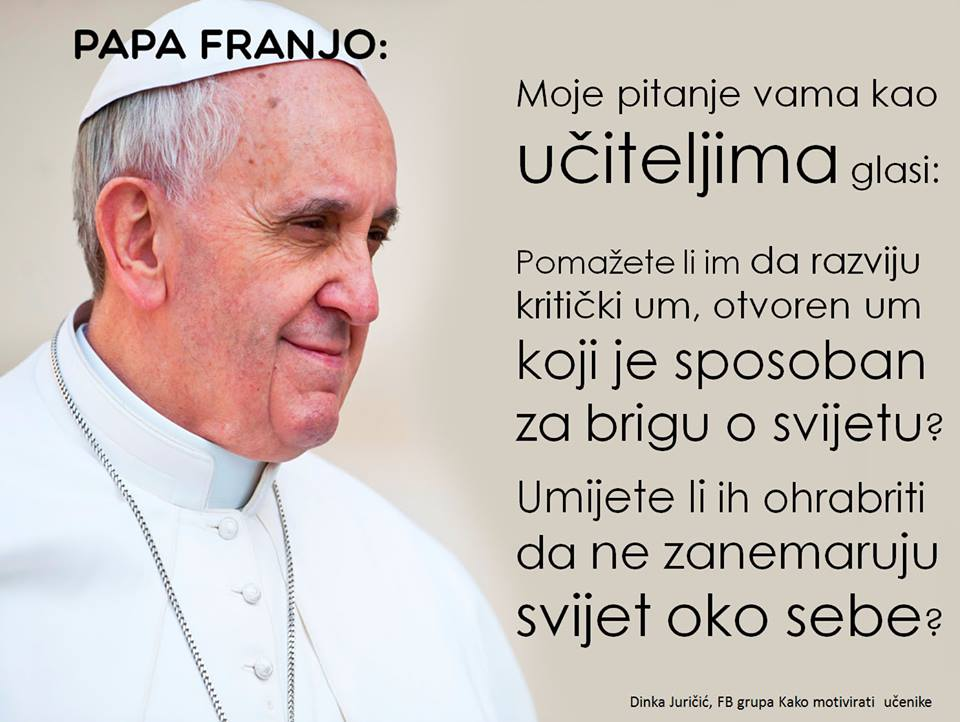 PAPA FRANJO:
Moje pitanje vama kao
učiteljima glasi:
Pomažete li im da razviju
kritički um, otvoren um
koji je sposoban
za brigu o svijetu?
Umijete li ih ohrabriti
da ne zanemaruju
svijet oko sebe?
Dinka Juričić, FB grupa Kako motivirati učenike